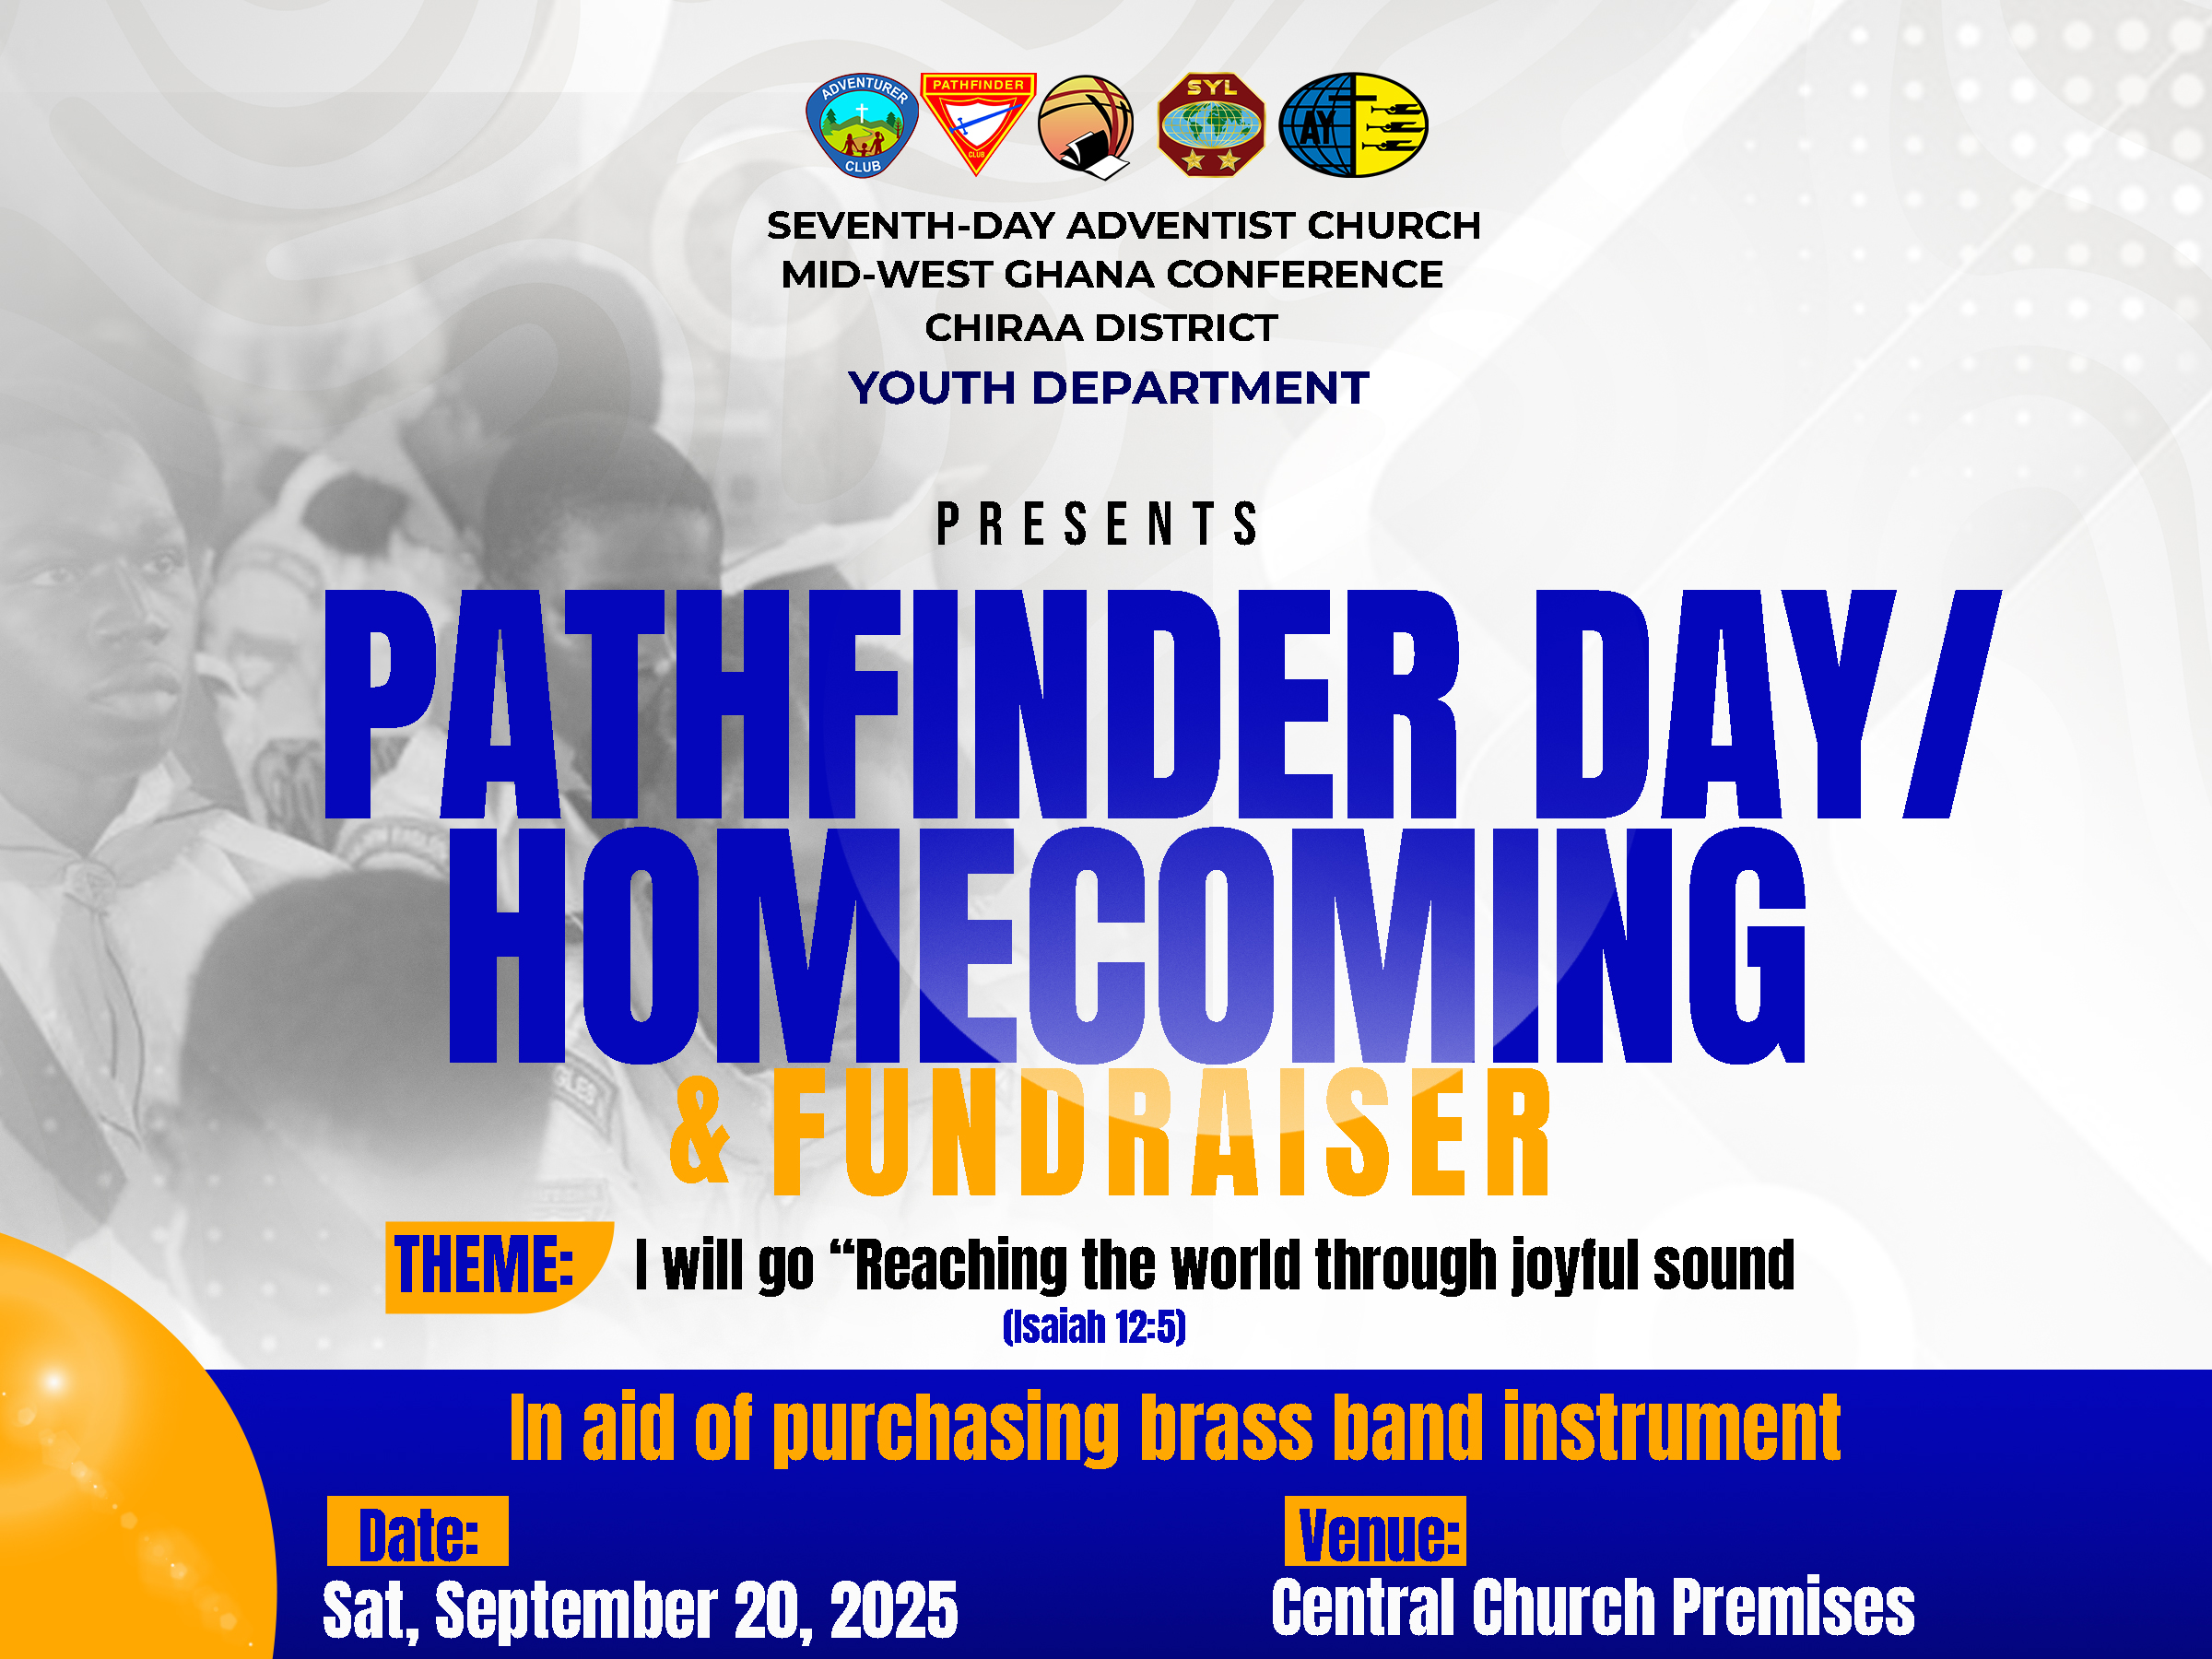 ADVENTURER
CLUB
PATHFINDER
CLUB
SYL
AY
SEVENTH-DAY ADVENTIST CHURCH
MID-WEST GHANA CONFERENCE
CHIRAA DISTRICT
YOUTH DEPARTMENT
PRESENTS
PATHFINDER DAY/
HOMECOMING
& FUNDRAISER
THEME: I will go “Reaching the world through joyful sound
(Isaiah 12:5)
In aid of purchasing brass band instrument
Date:
Sat, September 20, 2025
Venue:
Central Church Premises